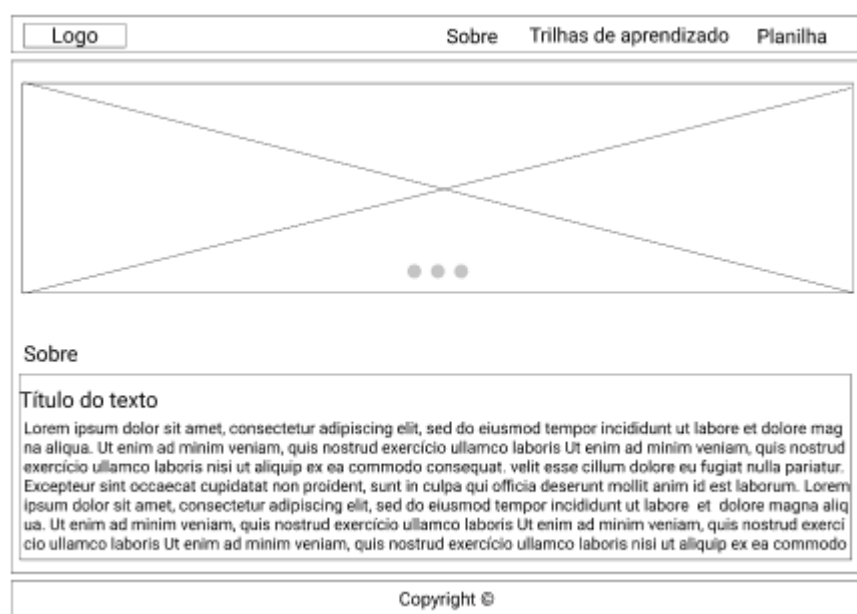 Logo
Sobre Trilhas de aprendizado Planilha
Sobre
Título do texto
Lorem ipsum dolor sit amet, consectetur adipiscing elit, sed do eiusmod tempor incididunt ut labore et dolore mag
na aliqua. Ut enim ad minim veniam, quis nostrud exercício ullamco laboris Ut enim ad minim veniam, quis nostrud
exercício ullamco laboris nisi ut aliquip ex ea commodo consequat. velit esse cillum dolore eu fugiat nulla pariatur.
Excepteur sint occaecat cupidatat non proident, sunt in culpa qui officia deserunt mollit anim id est laborum. Lorem
ipsum dolor sit amet, consectetur adipiscing elit, sed do eiusmod tempor incididunt ut labore et dolore magna aliq
ua. Ut enim ad minim veniam, quis nostrud exercício ullamco laboris Ut enim ad minim veniam, quis nostrud exercí
cio ullamco laboris Ut enim ad minim veniam, quis nostrud exercício ullamco laboris nisi ut aliquip ex ea commodo
Copyright ©